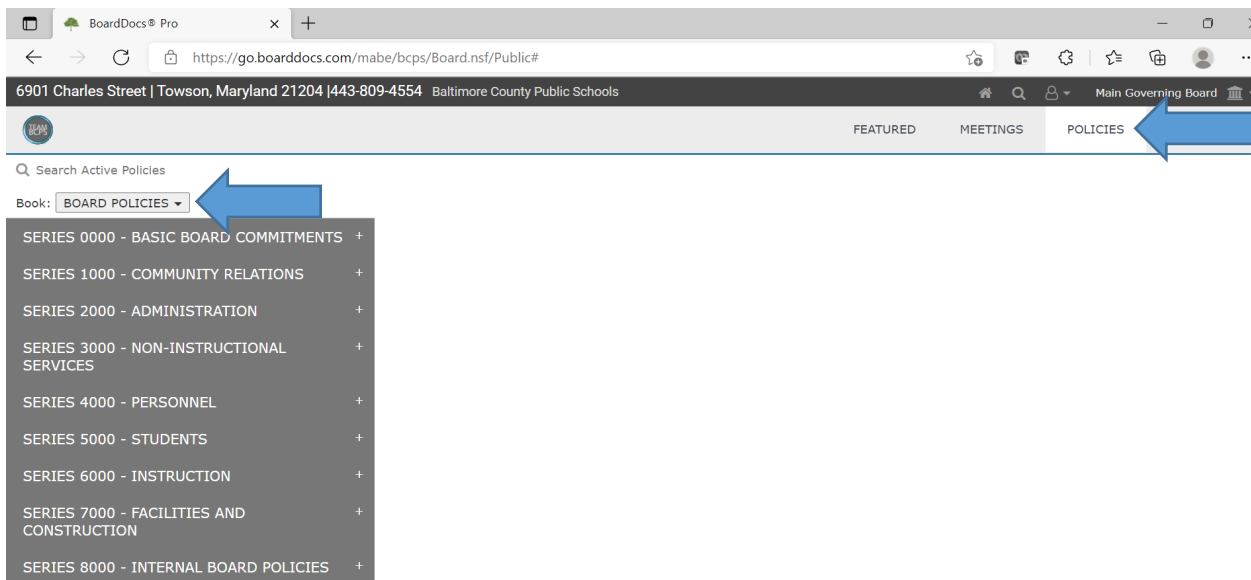 BoardDocs® Pro
https://go.boarddocs.com/mabe/bcps/Board.nsf/Public#
6901 Charles Street | Towson, Maryland 21204 |443-809-4554 Baltimore County Public Schools
Main Governing Board
TEAM BCPS
FEATURED MEETINGS POLICIES
Search Active Policies
Book: BOARD POLICIES
SERIES 0000 - BASIC BOARD COMMITMENTS +
SERIES 1000 - COMMUNITY RELATIONS +
SERIES 2000 - ADMINISTRATION +
SERIES 3000 - NON-INSTRUCTIONAL +
SERVICES
SERIES 4000 - PERSONNEL +
SERIES 5000 - STUDENTS +
SERIES 6000 - INSTRUCTION +
SERIES 7000 - FACILITIES AND +
CONSTRUCTION
SERIES 8000 - INTERNAL BOARD POLICIES +